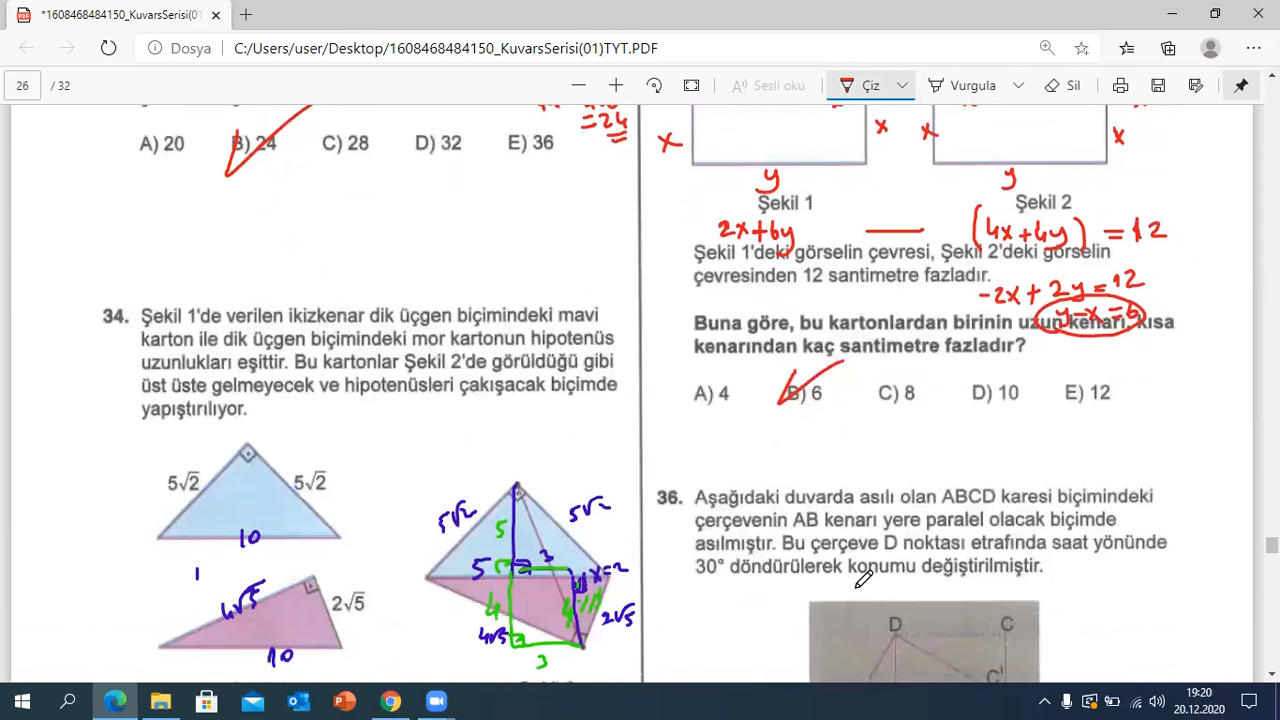 *1608468484150_KuvarsSerisi(01)
Dosya
C:/Users/user/Desktop/1608468484150_KuvarsSerisi(01)TYT.PDF
26 / 32
Sesli oku
Çiz
Vurgula
Sil
=24
A) 20 B) 24 C) 28 D) 32 E) 36
34. Şekil 1'de verilen ikizkenar dik üçgen biçimindeki mavi
karton ile dik üçgen biçimindeki mor kartonun hipotenüs
uzunlukları eşittir. Bu kartonlar Şekil 2'de görüldüğü gibi
üst üste gelmeyecek ve hipotenüsleri çakışacak biçimde
yapıştırılıyor.
5√2 5√2
10
4√5
2√5
10
5√2
5√2
5
5
x=2
4
4
2√5
4√5
3
x x x x
y y
Şekil 1 Şekil 2
2x+6y — (4x+4y) = 12
Şekil 1'deki görselin çevresi, Şekil 2'deki görselin
çevresinden 12 santimetre fazladır.
-2x + 2y = 12
y-x = 6
Buna göre, bu kartonlardan birinin uzun kenarı, kısa
kenarından kaç santimetre fazladır?
A) 4 B) 6 C) 8 D) 10 E) 12
36. Aşağıdaki duvarda asılı olan ABCD karesi biçimindeki
çerçevenin AB kenarı yere paralel olacak biçimde
asılmıştır. Bu çerçeve D noktası etrafında saat yönünde
30° döndürülerek konumu değiştirilmiştir.
D C
C'
19:20
20.12.2020